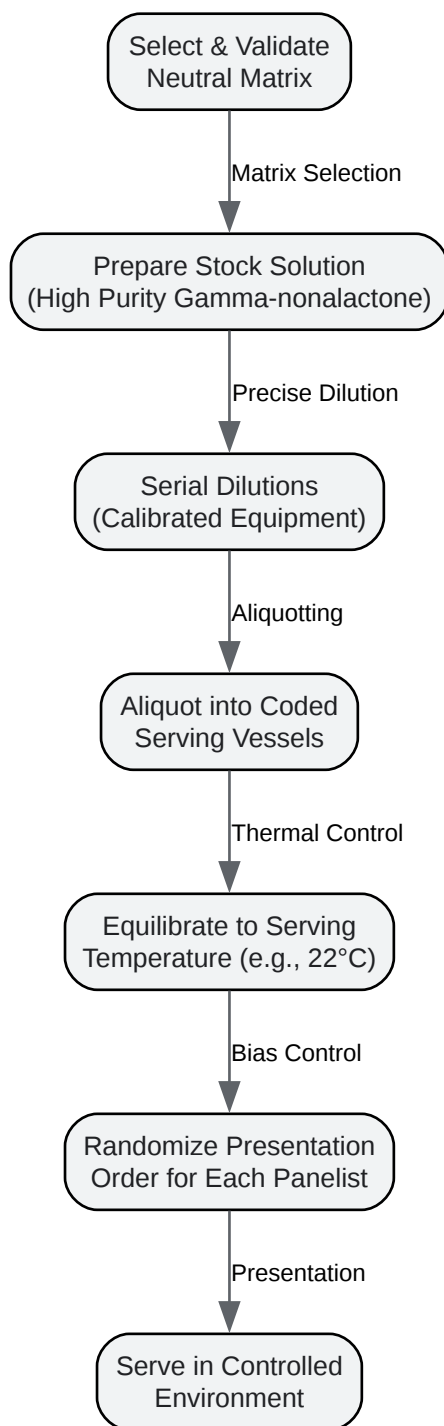 Select & Validate
Neutral Matrix
Matrix Selection
Prepare Stock Solution
(High Purity Gamma-nonalactone)
Precise Dilution
Serial Dilutions
(Calibrated Equipment)
Aliquotting
Aliquot into Coded
Serving Vessels
Thermal Control
Equilibrate to Serving
Temperature (e.g., 22°C)
Bias Control
Randomize Presentation
Order for Each Panelist
Presentation
Serve in Controlled
Environment